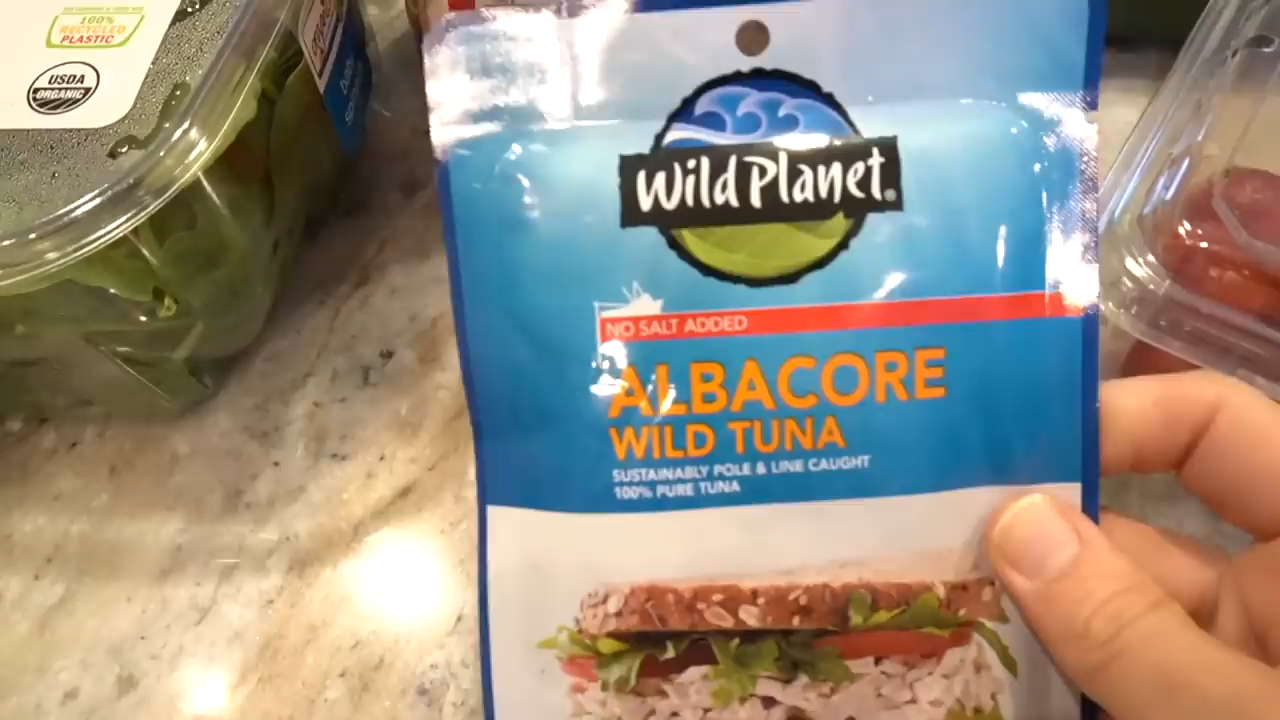 100%
RECYCLED
PLASTIC
USDA
ORGANIC
Wild Planet®
NO SALT ADDED
ALBACORE
WILD TUNA
SUSTAINABLY POLE & LINE CAUGHT
100% PURE TUNA